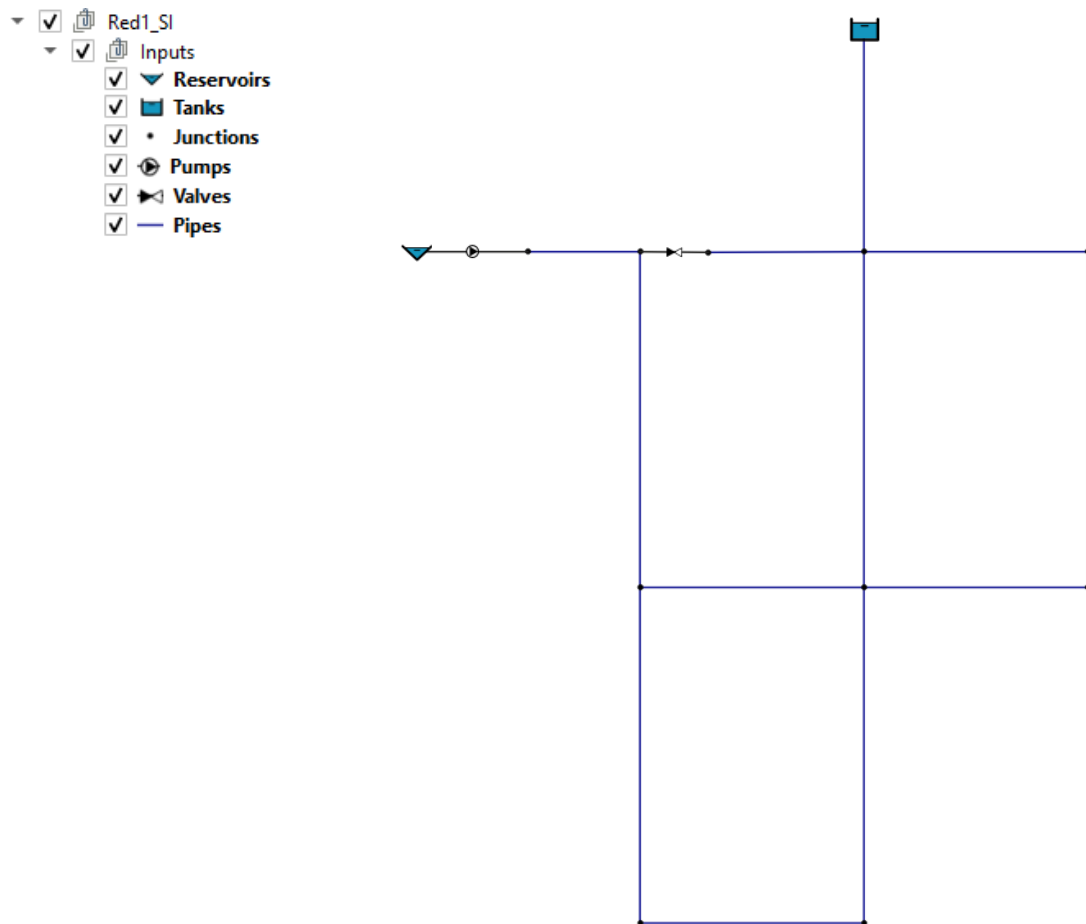 Red1_SI
Inputs
Reservoirs
Tanks
Junctions
Pumps
Valves
Pipes